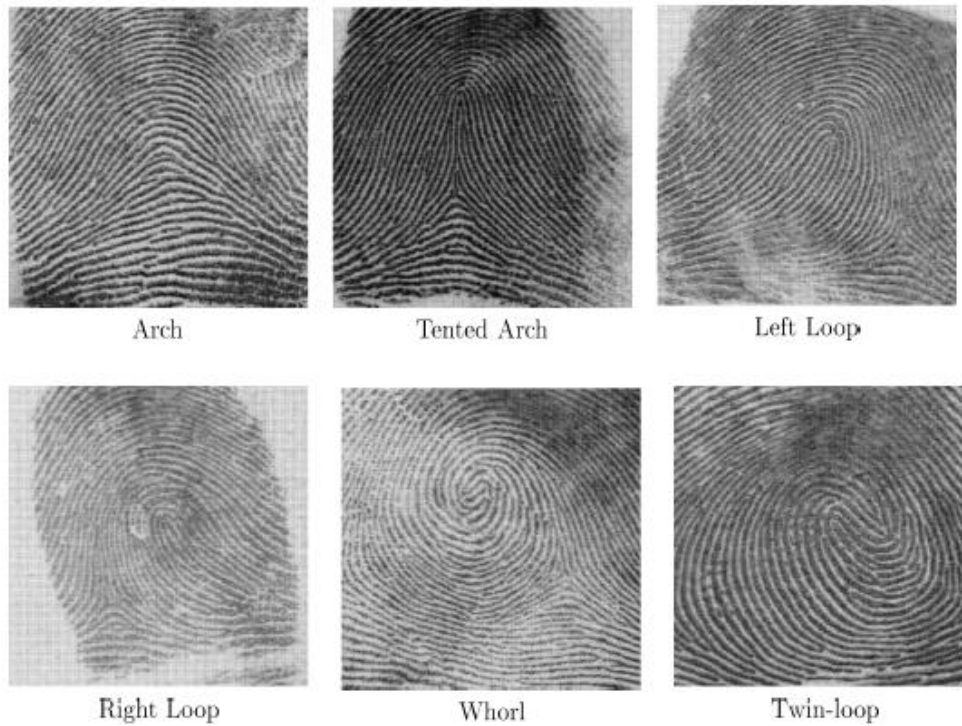 Arch
Tented Arch
Left Loop
Right Loop
Whorl
Twin-loop